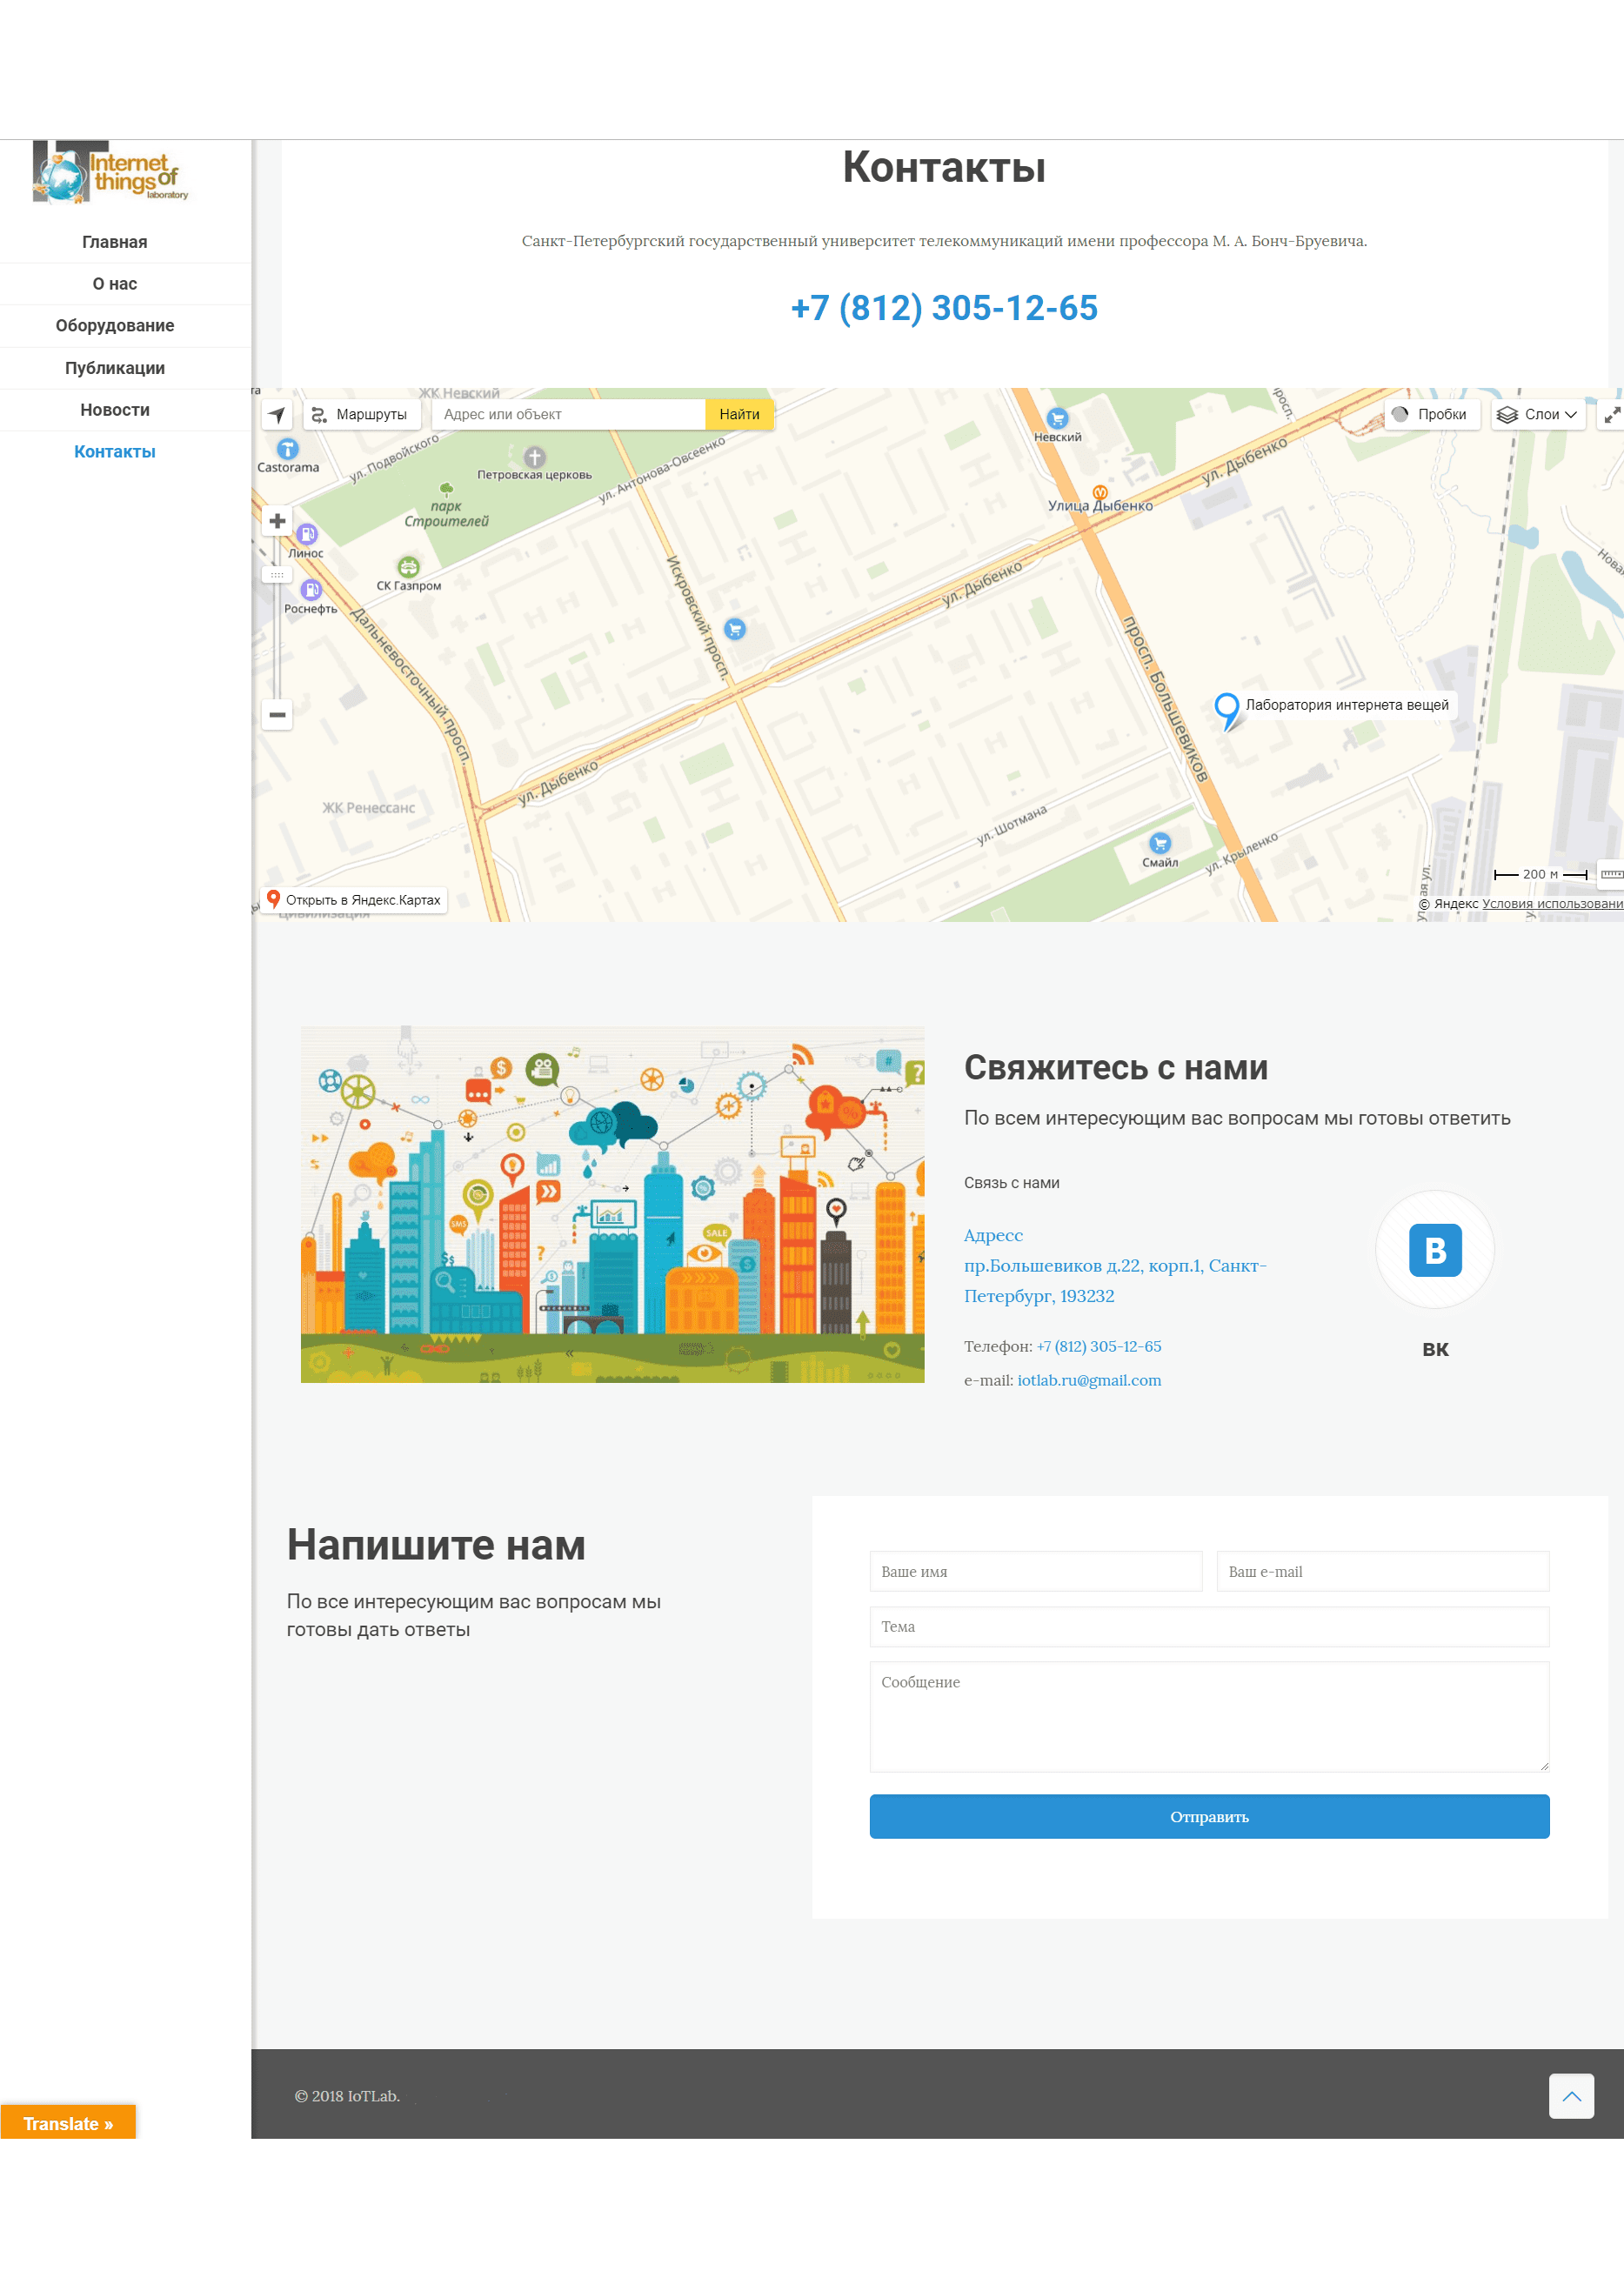 Internet of
things
laboratory
Главная
О нас
Оборудование
Публикации
Новости
Контакты
Контакты
Санкт-Петербургский государственный университет телекоммуникаций имени профессора М. А. Бонч-Бруевича.
+7 (812) 305-12-65
ЖК Невский
Маршруты
Адрес или объект
Найти
Пробки
Слои
просп.
Castorama
ул. Подвойского
Петровская церковь
ул. Антонова-Овсеенко
Невский
ул. Дыбенко
парк
Строителей
Улица Дыбенко
Линос
СК Газпром
Роснефть
Искровский просп.
ул. Дыбенко
Дальневосточный просп.
просп. Большевиков
Лаборатория интернета вещей
ул. Дыбенко
ЖК Ренессанс
ул. Шотмана
Смайл
ул. Крыленко
200 м
Открыть в Яндекс.Картах
© Яндекс Условия использовани
Свяжитесь с нами
По всем интересующим вас вопросам мы готовы ответить
Связь с нами
Адресс
пр.Большевиков д.22, корп.1, Санкт-
Петербург, 193232
Телефон: +7 (812) 305-12-65
e-mail: iotlab.ru@gmail.com
В
ВК
SMS
SALE
Напишите нам
По все интересующим вас вопросам мы
готовы дать ответы
Ваше имя
Ваш e-mail
Тема
Сообщение
Отправить
© 2018 IoTLab.
Translate »